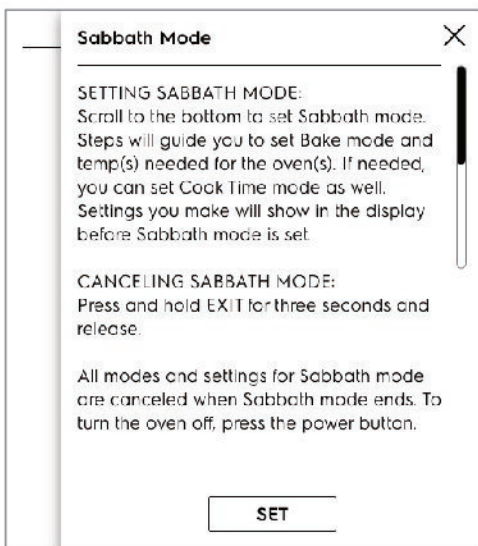 Sabbath Mode
SETTING SABBATH MODE:
Scroll to the bottom to set Sabbath mode.
Steps will guide you to set Bake mode and
temp(s) needed for the oven(s). If needed,
you can set Cook Time mode as well.
Settings you make will show in the display
before Sabbath mode is set.
CANCELING SABBATH MODE:
Press and hold EXIT for three seconds and
release.
All modes and settings for Sabbath mode
are canceled when Sabbath mode ends. To
turn the oven off, press the power button.
SET